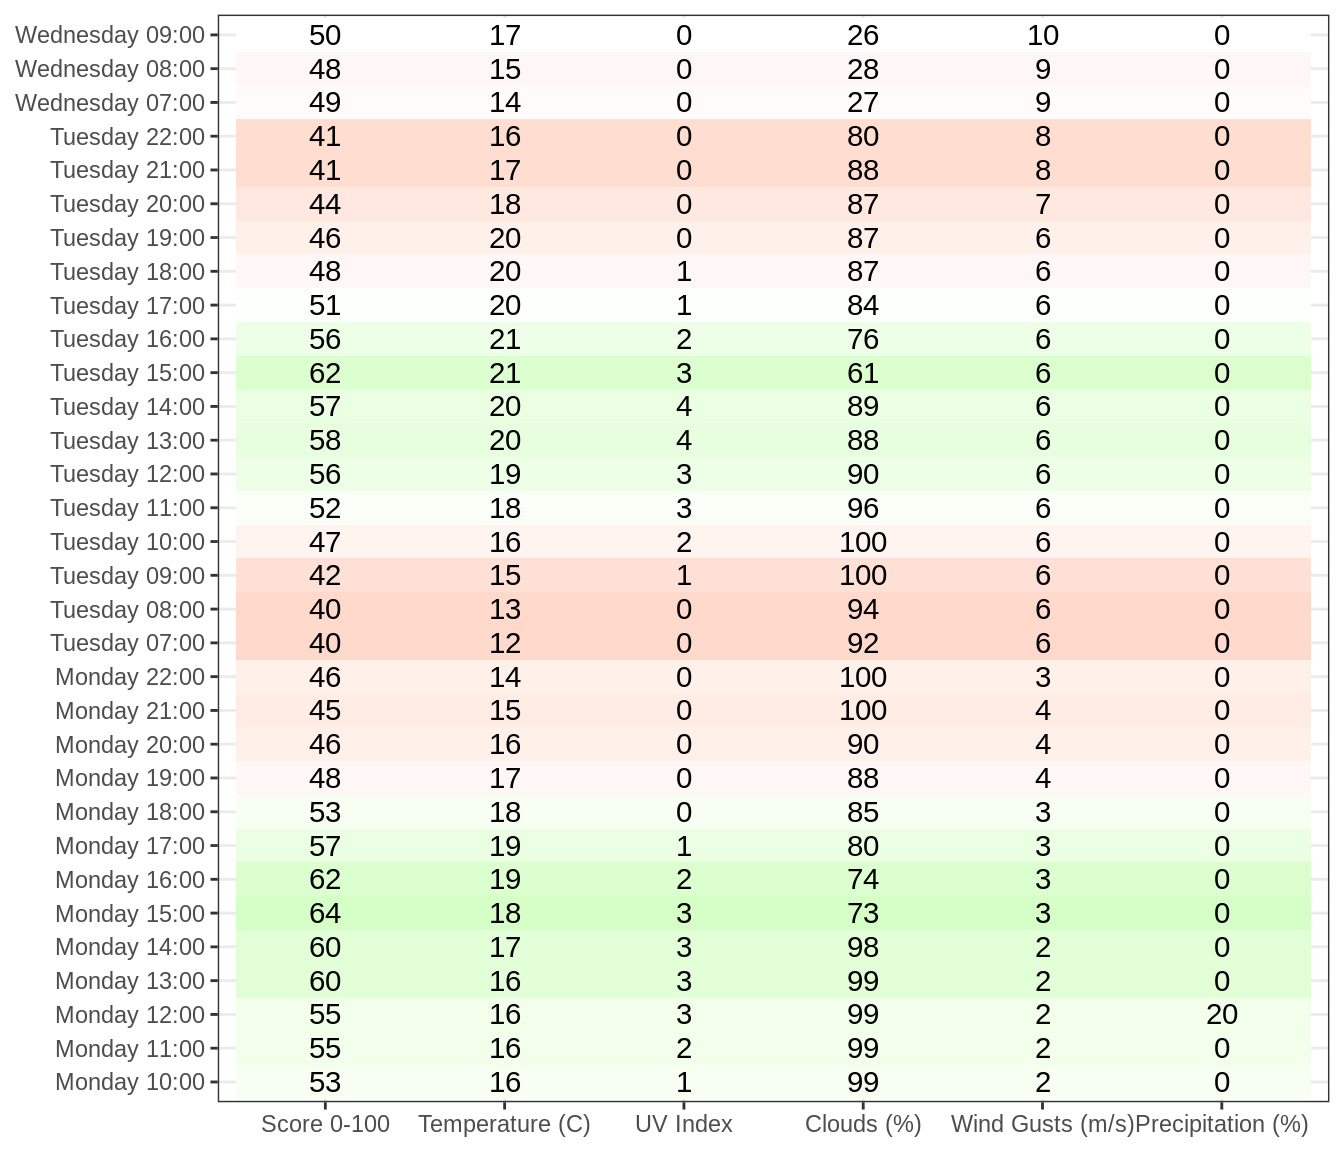 Wednesday 09:00 50 17 0 26 10 0
Wednesday 08:00 48 15 0 28 9 0
Wednesday 07:00 49 14 0 27 9 0
Tuesday 22:00 41 16 0 80 8 0
Tuesday 21:00 41 17 0 88 8 0
Tuesday 20:00 44 18 0 87 7 0
Tuesday 19:00 46 20 0 87 6 0
Tuesday 18:00 48 20 1 87 6 0
Tuesday 17:00 51 20 1 84 6 0
Tuesday 16:00 56 21 2 76 6 0
Tuesday 15:00 62 21 3 61 6 0
Tuesday 14:00 57 20 4 89 6 0
Tuesday 13:00 58 20 4 88 6 0
Tuesday 12:00 56 19 3 90 6 0
Tuesday 11:00 52 18 3 96 6 0
Tuesday 10:00 47 16 2 100 6 0
Tuesday 09:00 42 15 1 100 6 0
Tuesday 08:00 40 13 0 94 6 0
Tuesday 07:00 40 12 0 92 6 0
Monday 22:00 46 14 0 100 3 0
Monday 21:00 45 15 0 100 4 0
Monday 20:00 46 16 0 90 4 0
Monday 19:00 48 17 0 88 4 0
Monday 18:00 53 18 0 85 3 0
Monday 17:00 57 19 1 80 3 0
Monday 16:00 62 19 2 74 3 0
Monday 15:00 64 18 3 73 3 0
Monday 14:00 60 17 3 98 2 0
Monday 13:00 60 16 3 99 2 0
Monday 12:00 55 16 3 99 2 20
Monday 11:00 55 16 2 99 2 0
Monday 10:00 53 16 1 99 2 0
Score 0-100 Temperature (C) UV Index Clouds (%) Wind Gusts (m/s) Precipitation (%)